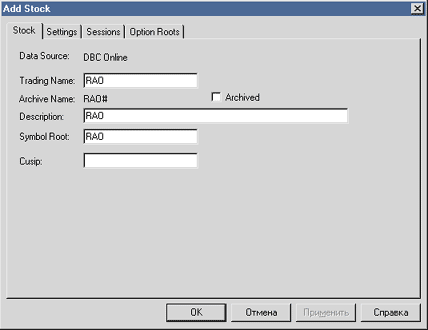 Add Stock
Stock Settings Sessions Option Roots
Data Source: DBC Online
Trading Name: RAO
Archive Name: RAO# Archived
Description: RAO
Symbol Root: RAO
Cusip:
OK Отмена Применить Справка